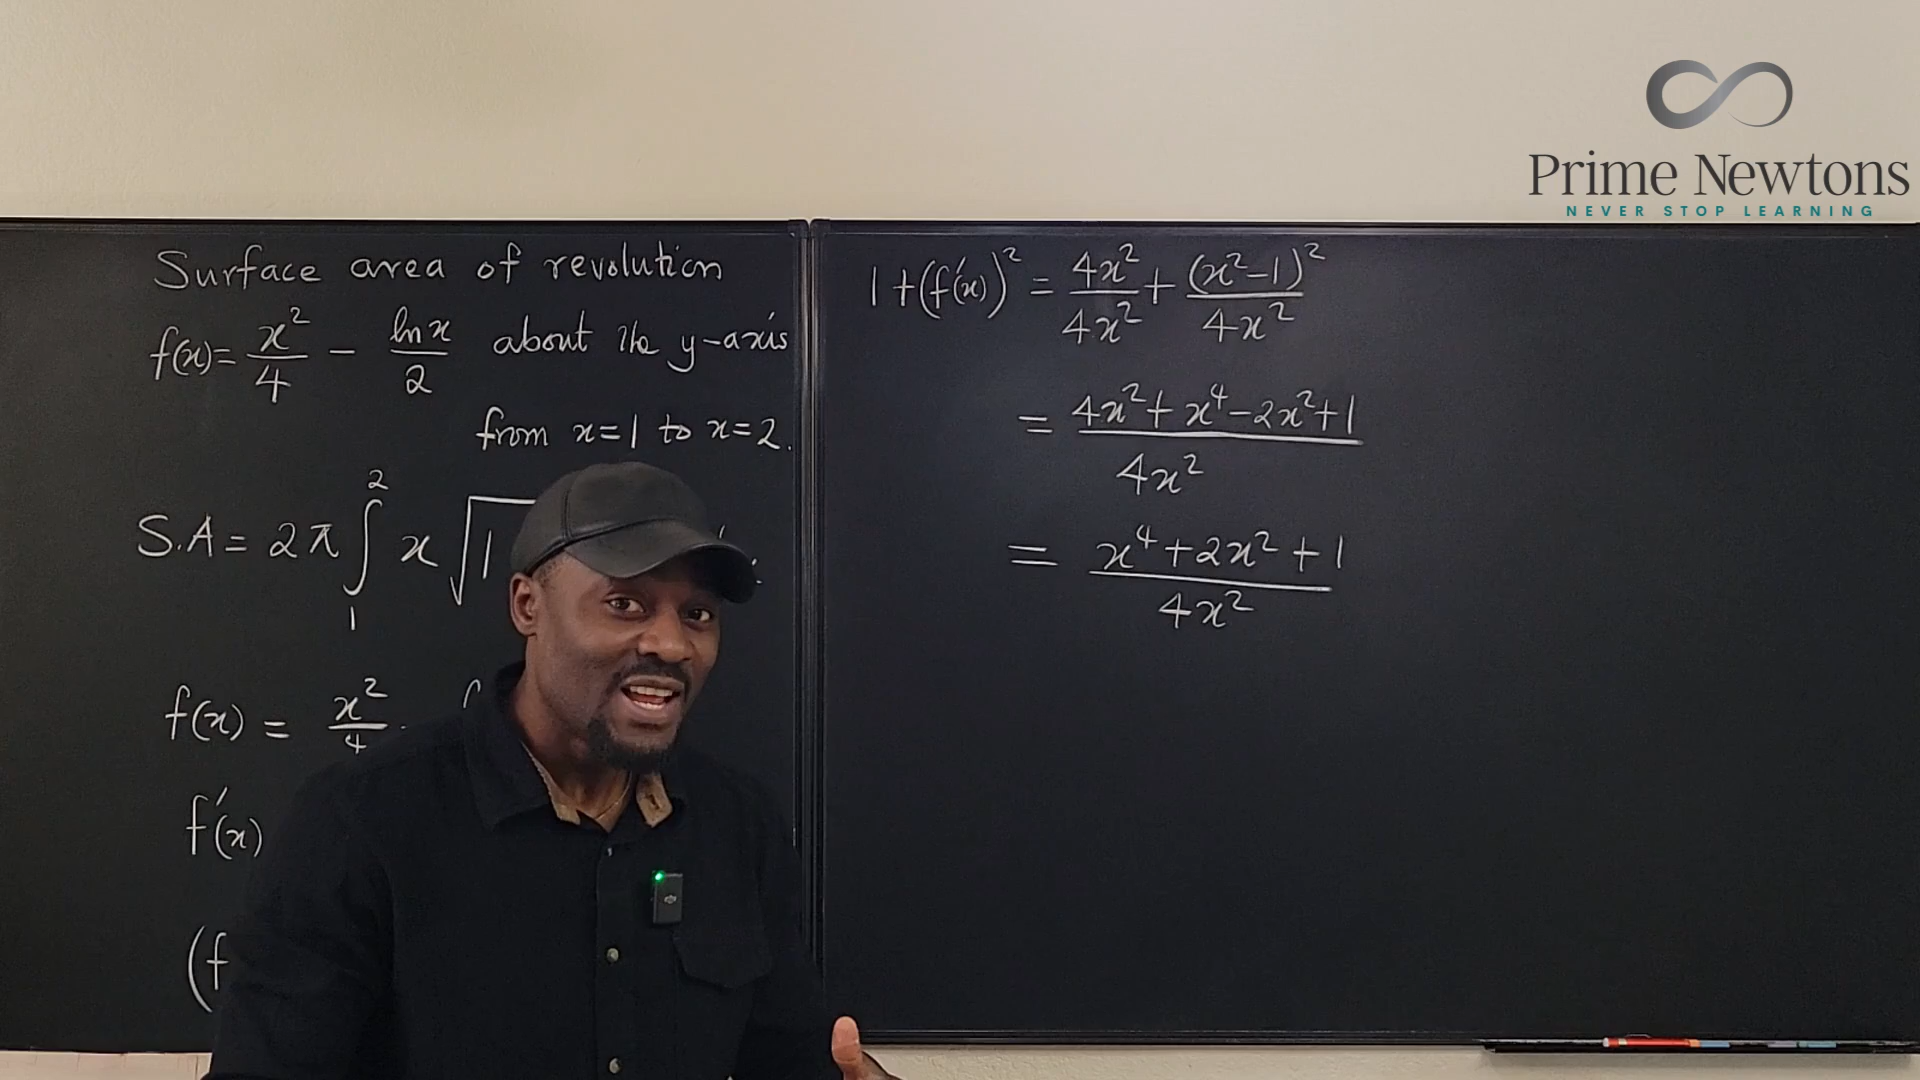 Prime Newtons
NEVER STOP LEARNING
Surface area of revolution
f(x) = x²/4 - ln x/2 about the y-axis
from x=1 to x=2.
S.A = 2π ∫₁² x √1
f(x) = x²/4
f'(x)
(f
1+(f'(x))² = 4x²/4x² + (x²-1)²/4x²
= 4x²+x⁴-2x²+1/4x²
= x⁴+2x²+1/4x²